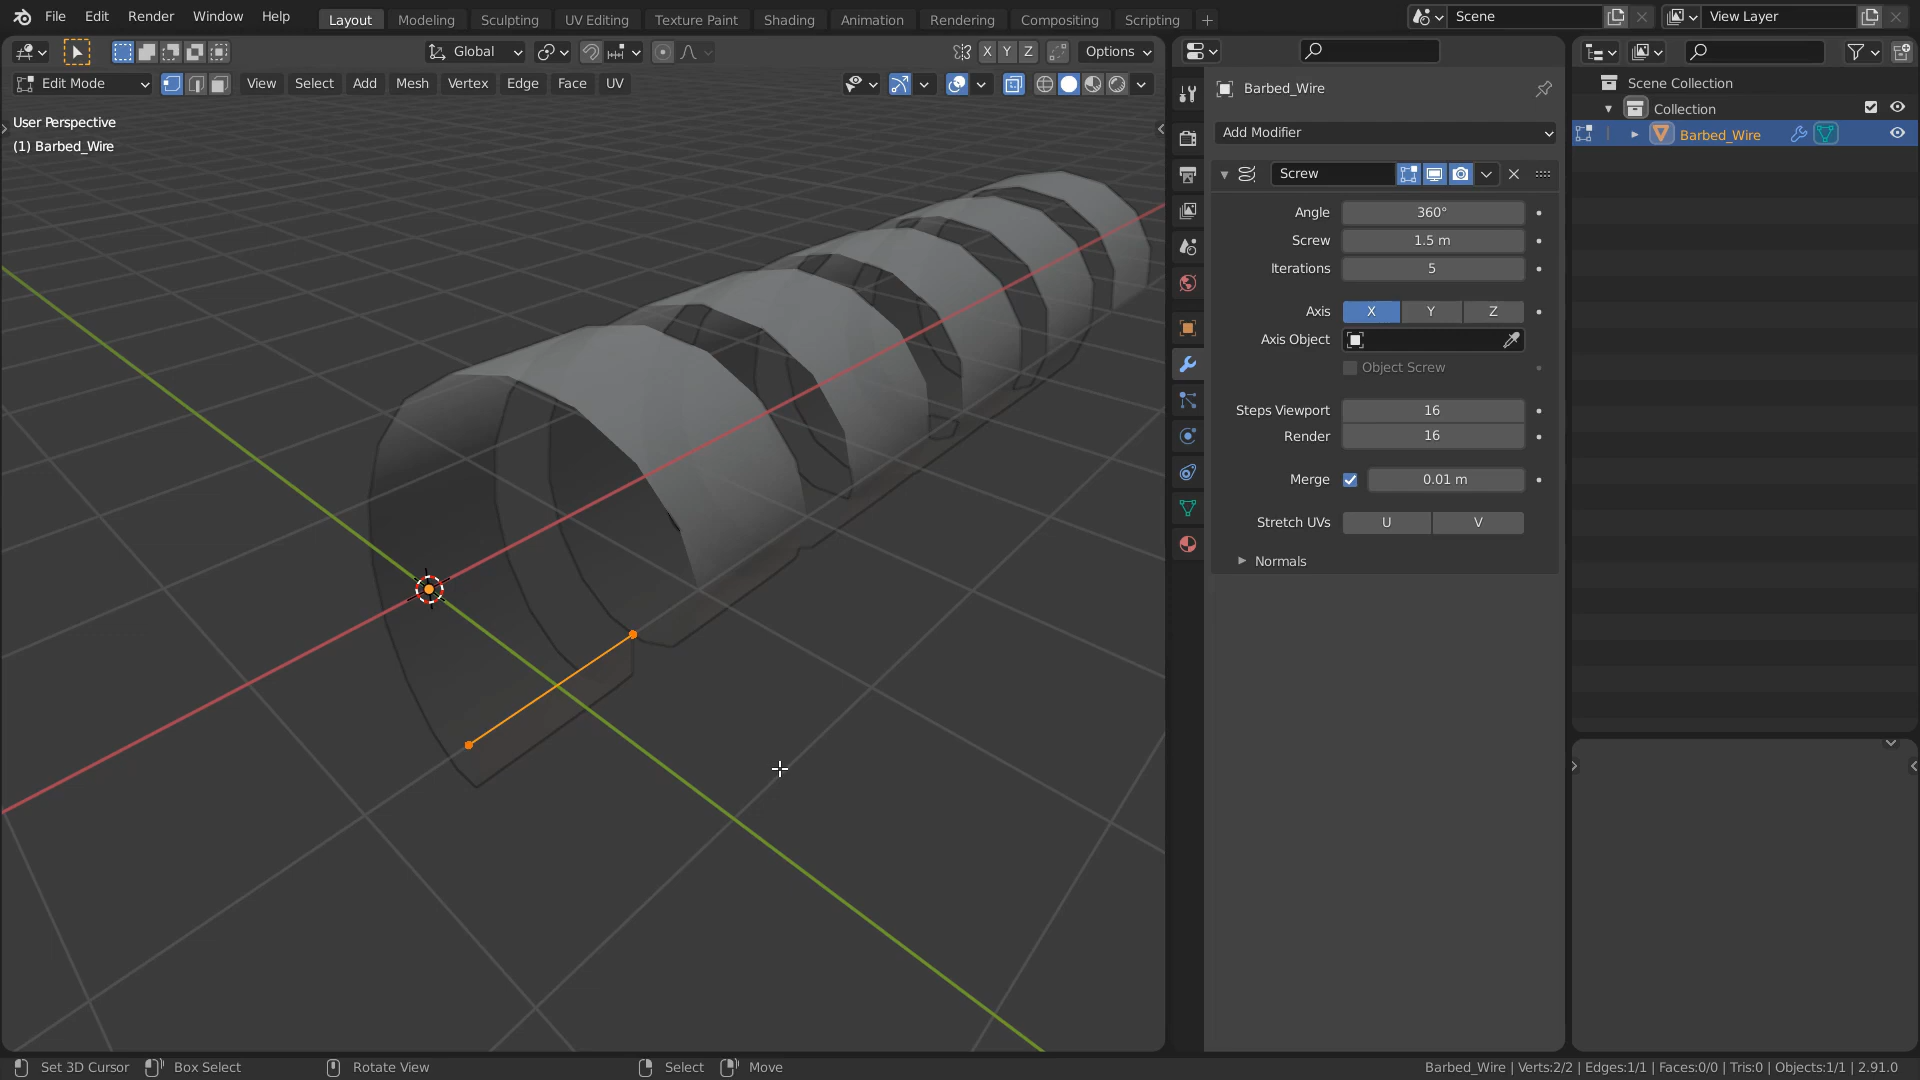 File Edit Render Window Help Layout Modeling Sculpting UV Editing Texture Paint Shading Animation Rendering Compositing Scripting Scene View Layer
Global X Y Z Options
Edit Mode View Select Add Mesh Vertex Edge Face UV
User Perspective
(1) Barbed_Wire
Barbed_Wire
Add Modifier
Screw
Angle 360°
Screw 1.5 m
Iterations 5
Axis X Y Z
Axis Object
Object Screw
Steps Viewport 16
Render 16
Merge 0.01 m
Stretch UVs U V
Normals
Scene Collection
Collection
Barbed_Wire
Set 3D Cursor Box Select Rotate View Select Move Barbed_Wire | Verts:2/2 | Edges:1/1 | Faces:0/0 | Tris:0 | Objects:1/1 | 2.91.0